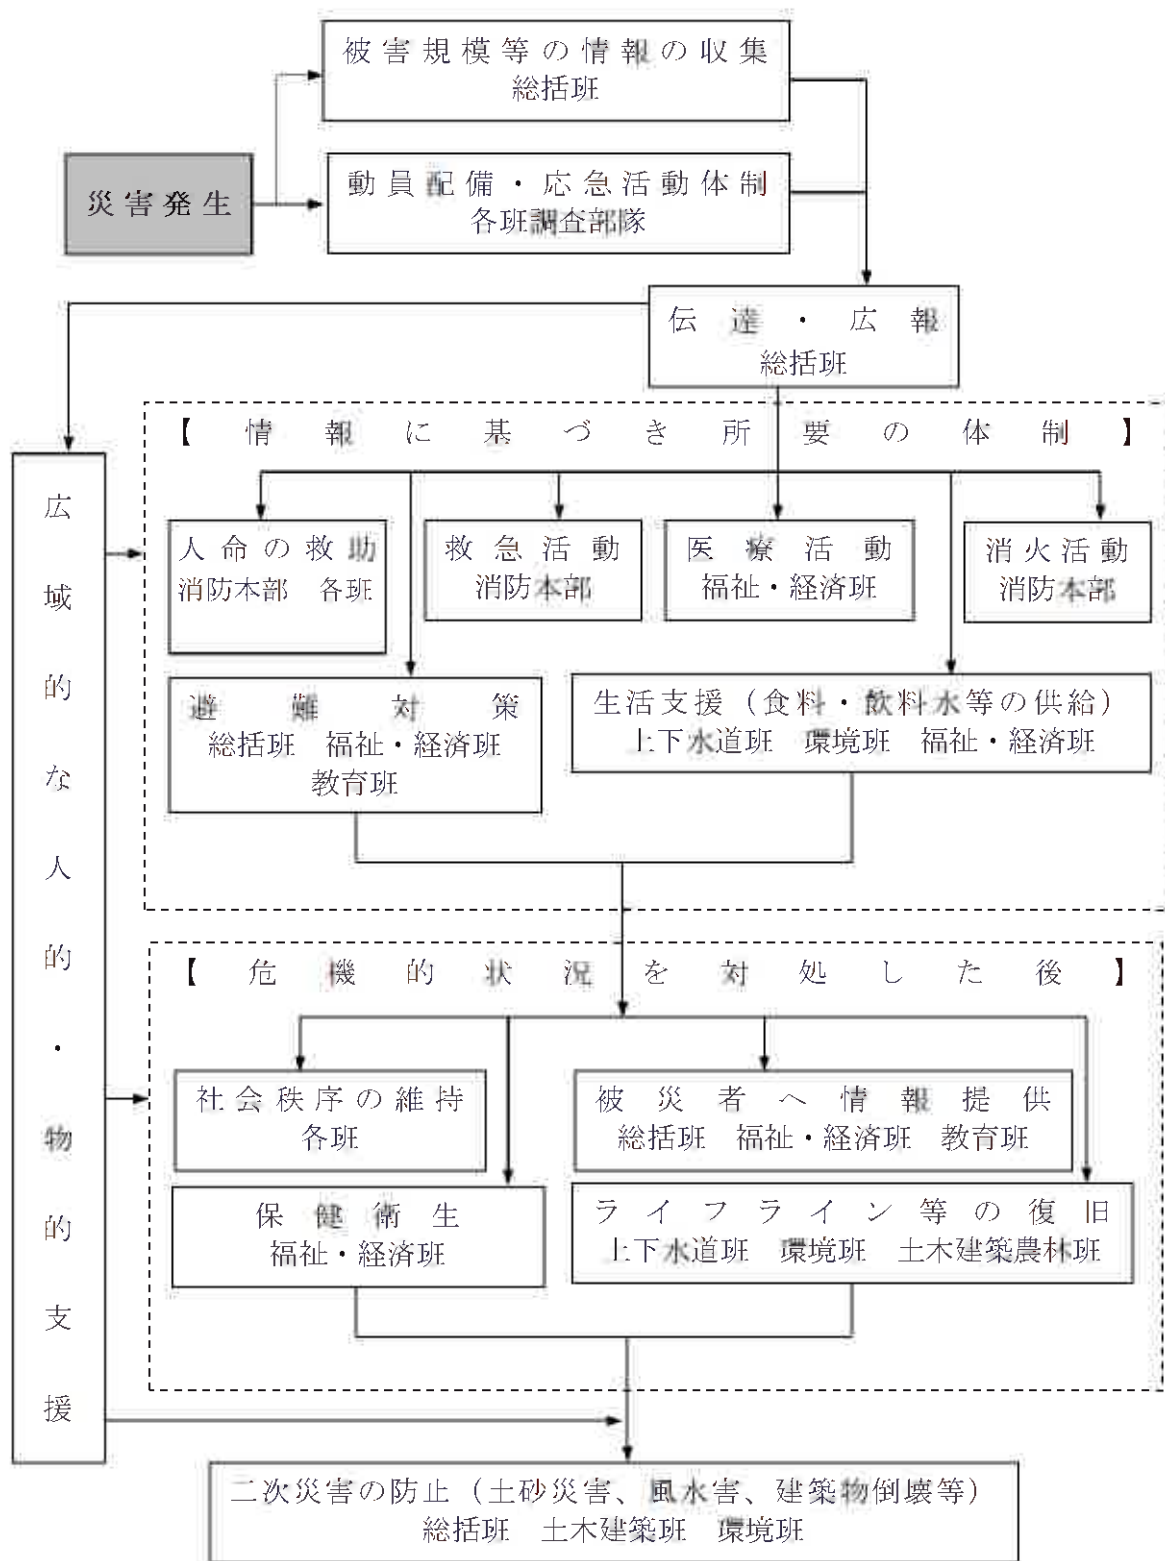 被害規模等の情報の収集
総括班
災害発生
動員配備・応急活動体制
各班調査部隊
伝達・広報
総括班
【情報に基づき所要の体制】
人命の救助
消防本部　各班
救急活動
消防本部
医療活動
福祉・経済班
消火活動
消防本部
避難対策
総括班　福祉・経済班
教育班
生活支援（食料・飲料水等の供給）
上下水道班　環境班　福祉・経済班
広域的な人的・物的支援
【危機的状況を対処した後】
社会秩序の維持
各班
被災者へ情報提供
総括班　福祉・経済班　教育班
保健衛生
福祉・経済班
ライフライン等の復旧
上下水道班　環境班　土木建築農林班
二次災害の防止（土砂災害、風水害、建築物倒壊等）
総括班　土木建築班　環境班